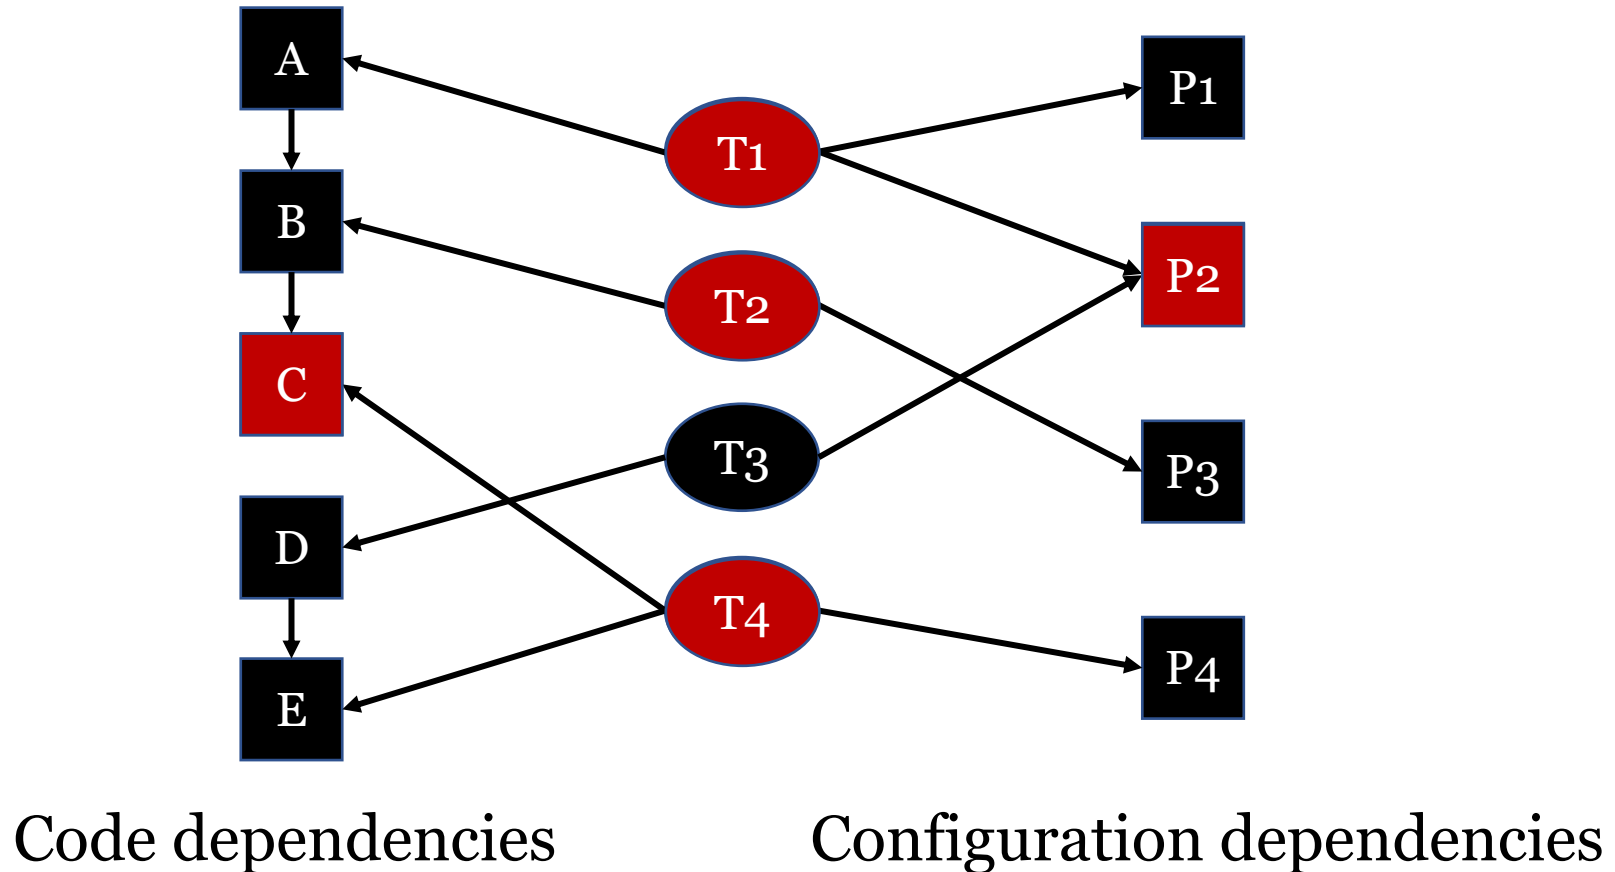 A
B
C
D
E
T1
T2
T3
T4
P1
P2
P3
P4
Code dependencies
Configuration dependencies